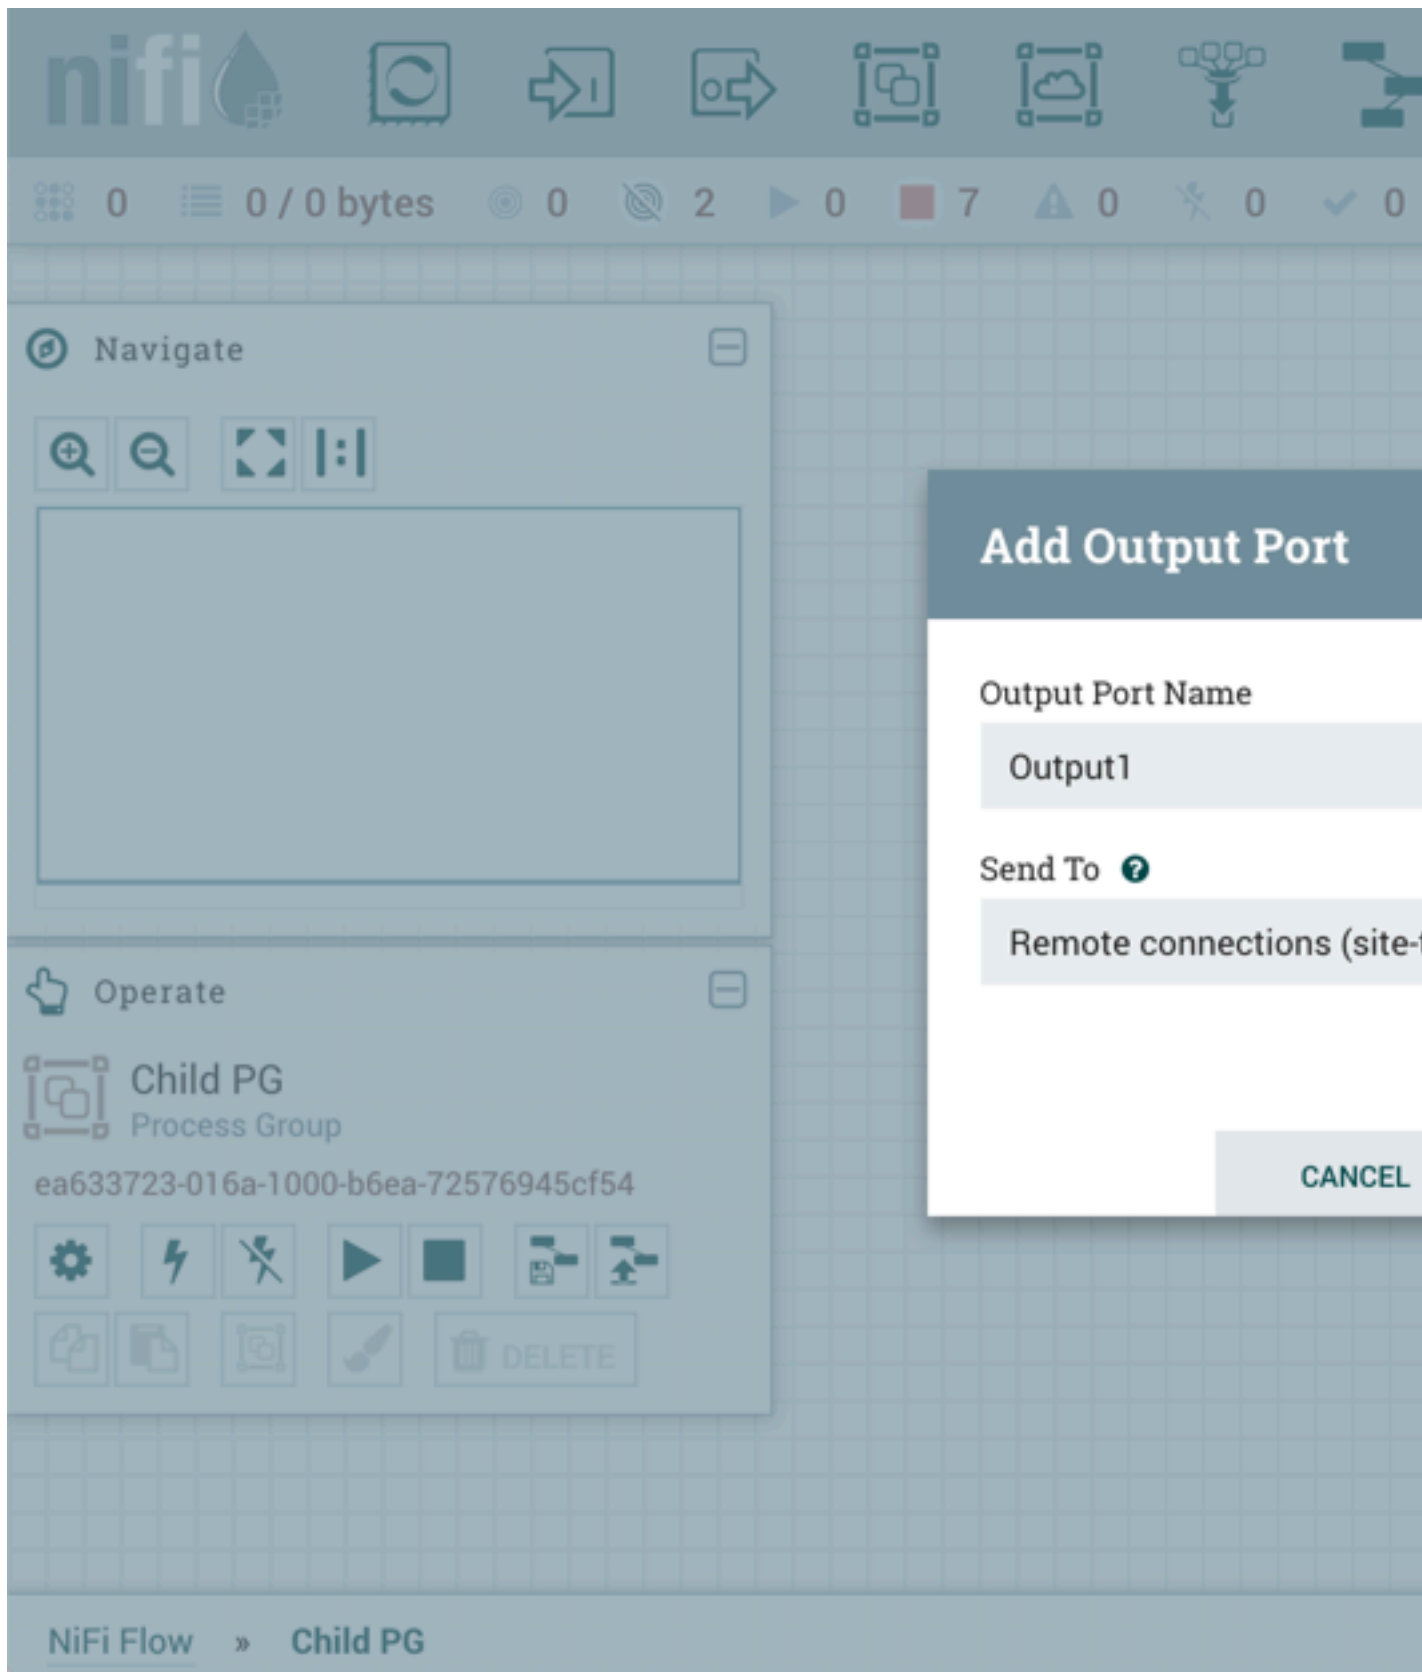 nifi
0 0 / 0 bytes 0 2 0 7 0 0 0
Navigate
Add Output Port
Output Port Name
Output1
Send To
Remote connections (site-
CANCEL
Operate
Child PG
Process Group
ea633723-016a-1000-b6ea-72576945cf54
DELETE
NiFi Flow » Child PG